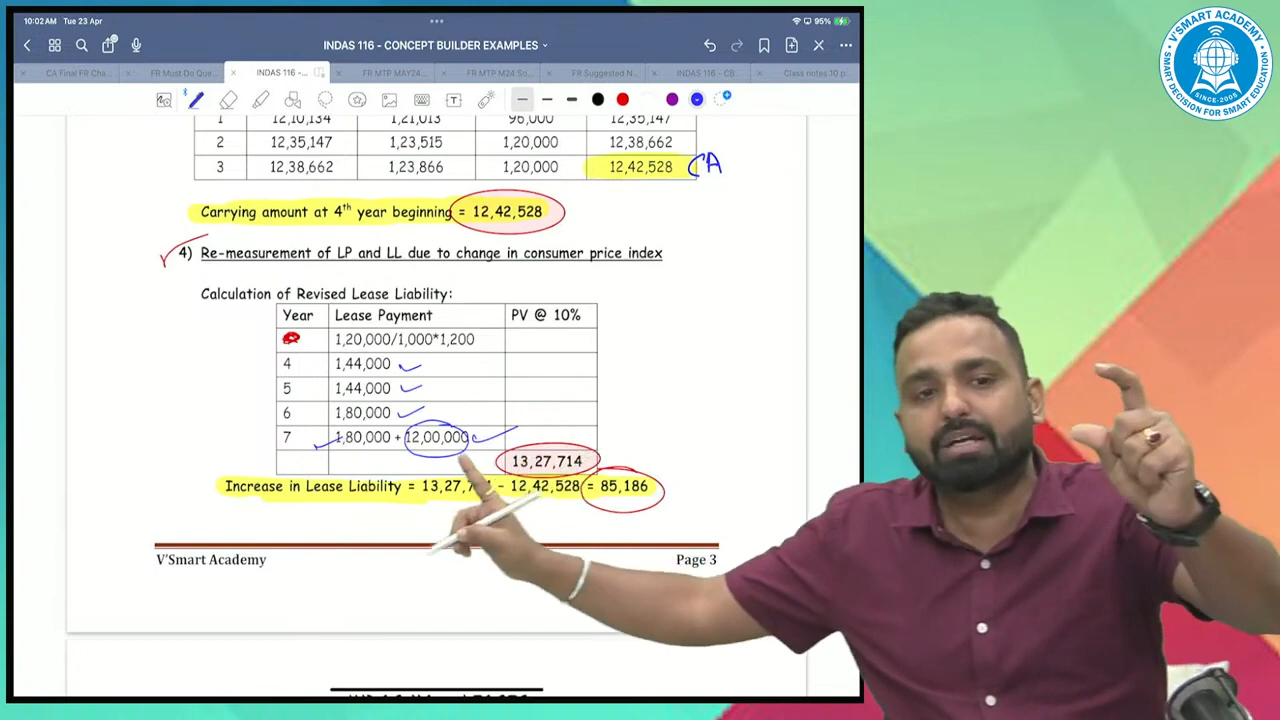 10:02 AM Tue 23 Apr
95%
INDAS 116 - CONCEPT BUILDER EXAMPLES
CA Final FR Cha...
FR Must Do Que...
INDAS 116 -...
FR MTP MAY24...
FR MTP M24 So...
FR Suggested N...
INDAS 116 - CB...
Class notes 10 p...
1 12,10,134 1,21,013 96,000 12,35,147
2 12,35,147 1,23,515 1,20,000 12,38,662
3 12,38,662 1,23,866 1,20,000 12,42,528 CA
Carrying amount at 4th year beginning = 12,42,528
4) Re-measurement of LP and LL due to change in consumer price index
Calculation of Revised Lease Liability:
Year Lease Payment PV @ 10%
1,20,000/1,000*1,200
4 1,44,000
5 1,44,000
6 1,80,000
7 1,80,000 + 12,00,000
13,27,714
Increase in Lease Liability = 13,27,7 - 12,42,528 = 85,186
V'Smart Academy Page 3
V'SMART ACADEMY
SINCE-2005
SMART DECISION FOR SMART EDUCATION